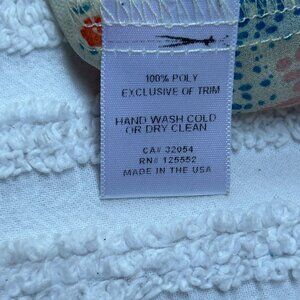 100% POLY
EXCLUSIVE OF TRIM
HAND WASH COLD
OR DRY CLEAN
CA# 32054
RN# 125552
MADE IN THE USA